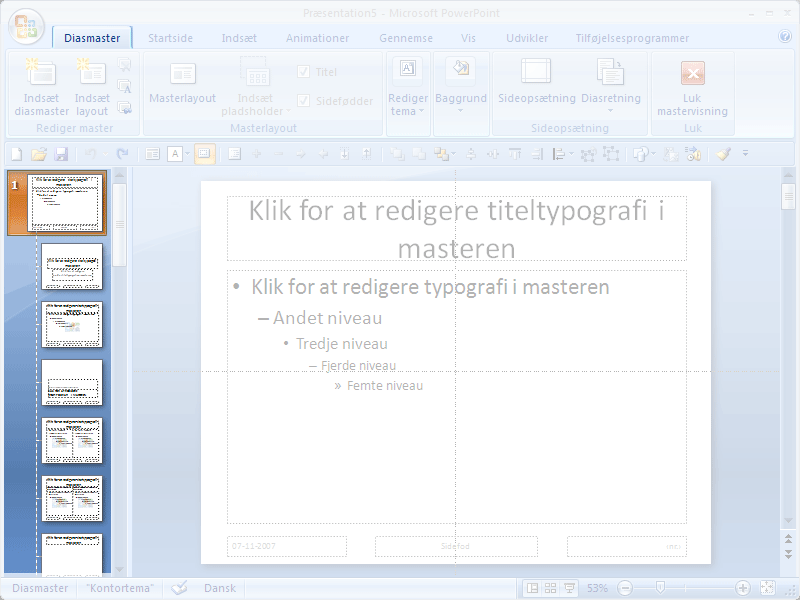 Præsentation5 - Microsoft PowerPoint
Diasmaster Startside Indsæt Animationer Gennemse Vis Udvikler Tilføjelsesprogrammer
Indsæt diasmaster
Indsæt layout
Rediger master
Masterlayout
Indsæt pladsholder
Titel
Sidefødder
Masterlayout
Rediger tema
Baggrund
Sideopsætning
Diasretning
Sideopsætning
Luk mastervisning
Luk
1
Klik for at redigere titeltypografi i
masteren
• Klik for at redigere typografi i masteren
– Andet niveau
• Tredje niveau
– Fjerde niveau
» Femte niveau
07-11-2007 Sidefod
Diasmaster "Kontortema" Dansk 53%